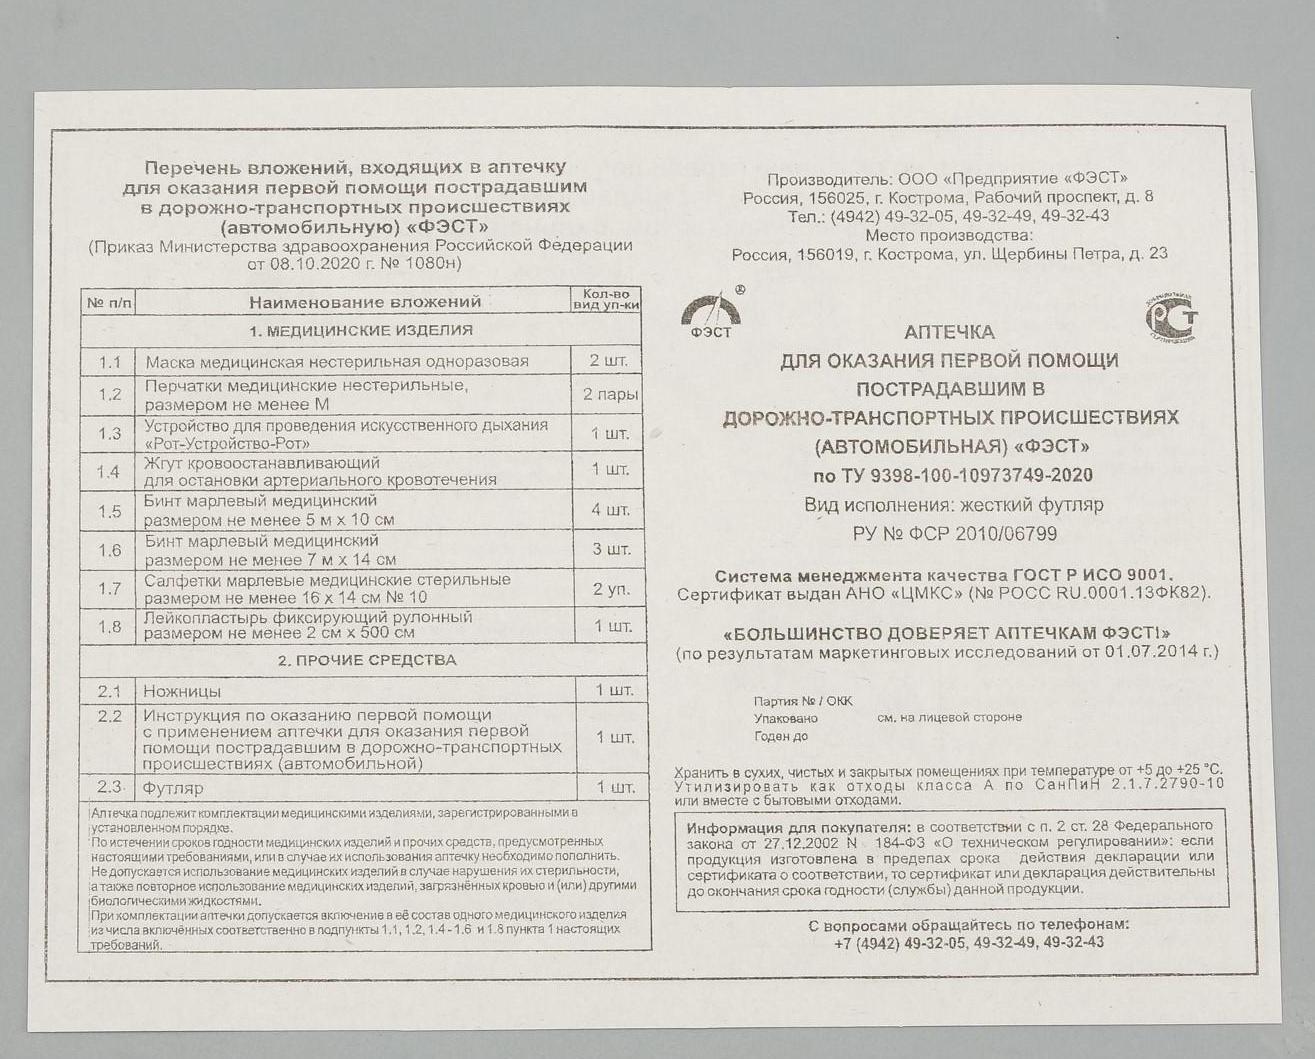 Перечень вложений, входящих в аптечку
для оказания первой помощи пострадавшим
в дорожно-транспортных происшествиях
(автомобильную) «ФЭСТ»
(Приказ Министерства здравоохранения Российской Федерации
от 08.10.2020 г. № 1080н)
№ п/п Наименование вложений Кол-во
вид уп-ки
1. МЕДИЦИНСКИЕ ИЗДЕЛИЯ
1.1 Маска медицинская нестерильная одноразовая 2 шт.
1.2 Перчатки медицинские нестерильные,
размером не менее М 2 пары
1.3 Устройство для проведения искусственного дыхания
«Рот-Устройство-Рот» 1 шт.
1.4 Жгут кровоостанавливающий
для остановки артериального кровотечения 1 шт.
1.5 Бинт марлевый медицинский
размером не менее 5 м х 10 см 4 шт.
1.6 Бинт марлевый медицинский
размером не менее 7 м х 14 см 3 шт.
1.7 Салфетки марлевые медицинские стерильные
размером не менее 16 х 14 см № 10 2 уп.
1.8 Лейкопластырь фиксирующий рулонный
размером не менее 2 см х 500 см 1 шт.
2. ПРОЧИЕ СРЕДСТВА
2.1 Ножницы 1 шт.
2.2 Инструкция по оказанию первой помощи
с применением аптечки для оказания первой
помощи пострадавшим в дорожно-транспортных
происшествиях (автомобильной) 1 шт.
2.3 Футляр 1 шт.
Аптечка подлежит комплектации медицинскими изделиями, зарегистрированными в
установленном порядке.
По истечении сроков годности медицинских изделий и прочих средств, предусмотренных
настоящими требованиями, или в случае их использования аптечку необходимо пополнить.
Не допускается использование медицинских изделий в случае нарушения их стерильности,
а также повторное использование медицинских изделий, загрязнённых кровью и (или) другими
биологическими жидкостями.
При комплектации аптечки допускается включение в её состав одного медицинского изделия
из числа включённых соответственно в подпункты 1.1, 1.2, 1.4 - 1.6 и 1.8 пункта 1 настоящих
требований.
Производитель: ООО «Предприятие «ФЭСТ»
Россия, 156025, г. Кострома, Рабочий проспект, д. 8
Тел.: (4942) 49-32-05, 49-32-49, 49-32-43
Место производства:
Россия, 156019, г. Кострома, ул. Щербины Петра, д. 23
®
ФЭСТ
РСТ
АПТЕЧКА
ДЛЯ ОКАЗАНИЯ ПЕРВОЙ ПОМОЩИ
ПОСТРАДАВШИМ В
ДОРОЖНО-ТРАНСПОРТНЫХ ПРОИСШЕСТВИЯХ
(АВТОМОБИЛЬНАЯ) «ФЭСТ»
по ТУ 9398-100-10973749-2020
Вид исполнения: жесткий футляр
РУ № ФСР 2010/06799
Система менеджмента качества ГОСТ Р ИСО 9001.
Сертификат выдан АНО «ЦМКС» (№ РОСС RU.0001.13ФК82).
«БОЛЬШИНСТВО ДОВЕРЯЕТ АПТЕЧКАМ ФЭСТ!»
(по результатам маркетинговых исследований от 01.07.2014 г.)
Партия № / ОКК
Упаковано см. на лицевой стороне
Годен до
Хранить в сухих, чистых и закрытых помещениях при температуре от +5 до +25 °С.
Утилизировать как отходы класса А по СанПиН 2.1.7.2790-10
или вместе с бытовыми отходами.
Информация для покупателя: в соответствии с п. 2 ст. 28 Федерального
закона от 27.12.2002 N 184-ФЗ «О техническом регулировании»: если
продукция изготовлена в пределах срока действия декларации или
сертификата о соответствии, то сертификат или декларация действительны
до окончания срока годности (службы) данной продукции.
С вопросами обращайтесь по телефонам:
+7 (4942) 49-32-05, 49-32-49, 49-32-43